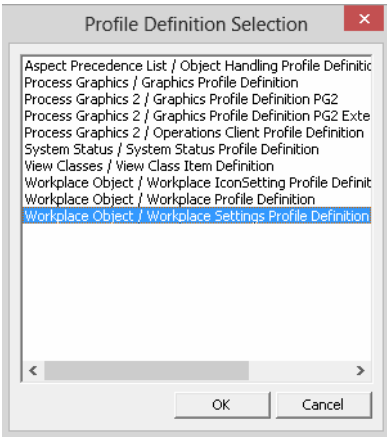 Profile Definition Selection
Aspect Precedence List / Object Handling Profile Definitic
Process Graphics / Graphics Profile Definition
Process Graphics 2 / Graphics Profile Definition PG2
Process Graphics 2 / Graphics Profile Definition PG2 Exte
Process Graphics 2 / Operations Client Profile Definition
System Status / System Status Profile Definition
View Classes / View Class Item Definition
Workplace Object / Workplace IconSetting Profile Definit
Workplace Object / Workplace Profile Definition
Workplace Object / Workplace Settings Profile Definition
OK Cancel